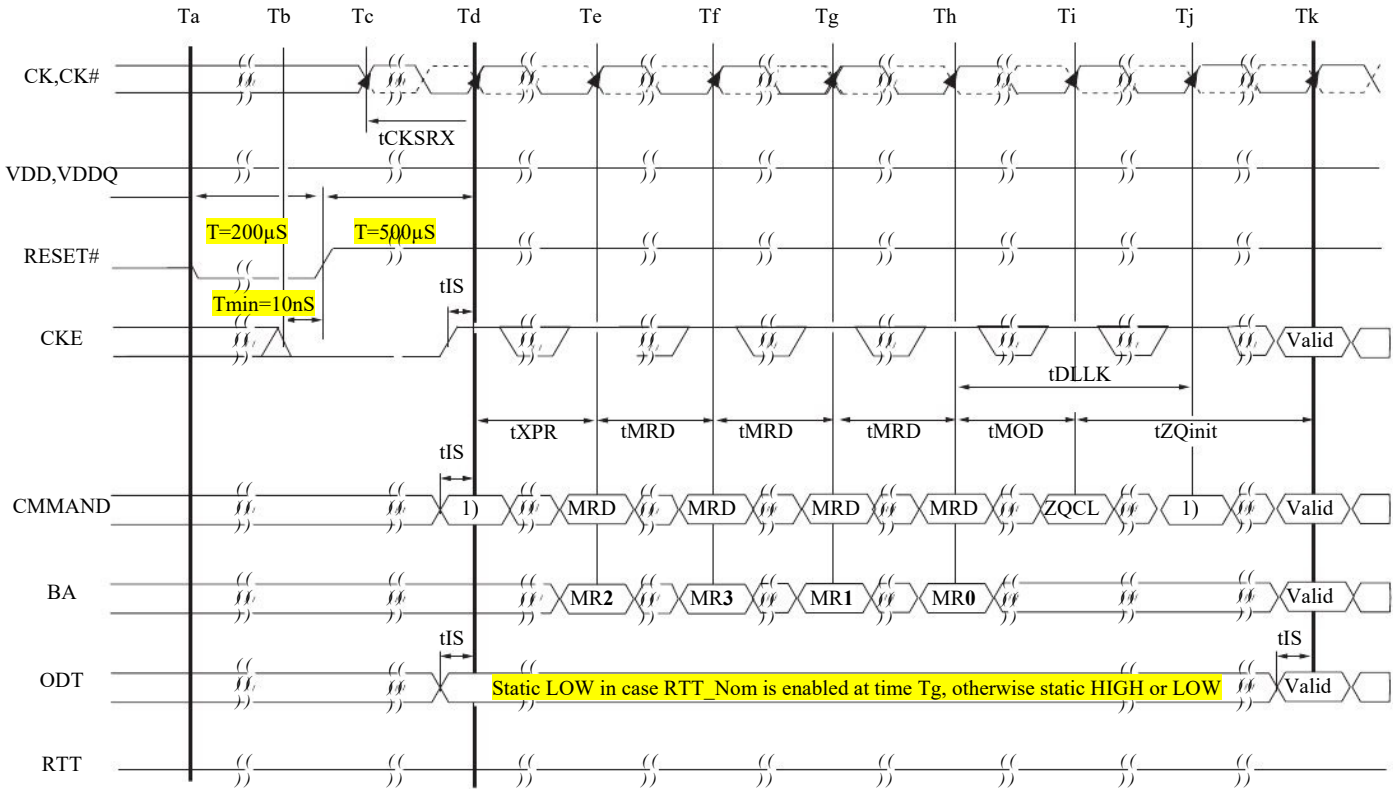 Ta Tb Tc Td Te Tf Tg Th Ti Tj Tk
CK,CK#
tCKSRX
VDD,VDDQ
T=200µS T=500µS
RESET#
Tmin=10nS tIS
CKE Valid
tDLLK
tXPR tMRD tMRD tMRD tMOD tZQinit
tIS
CMMAND 1) MRD MRD MRD MRD ZQCL 1) Valid
BA MR2 MR3 MR1 MR0 Valid
tIS tIS
ODT Static LOW in case RTT_Nom is enabled at time Tg, otherwise static HIGH or LOW Valid
RTT